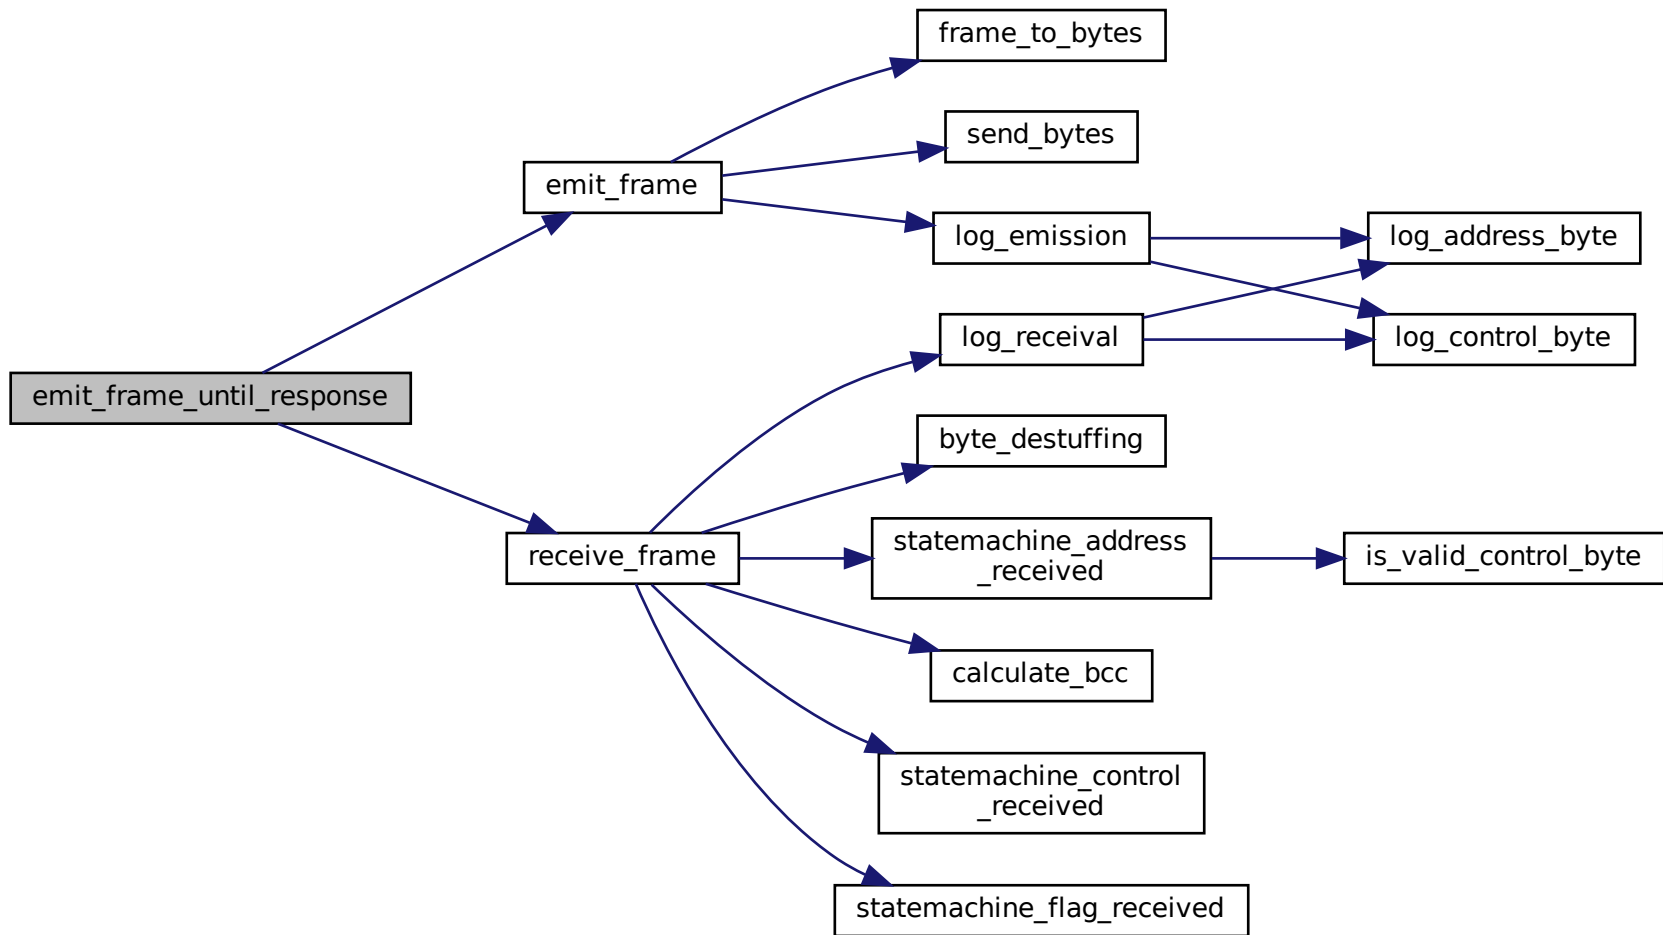 frame_to_bytes
send_bytes
emit_frame
log_emission
log_address_byte
log_receival
log_control_byte
emit_frame_until_response
byte_destuffing
receive_frame
statemachine_address
_received
is_valid_control_byte
calculate_bcc
statemachine_control
_received
statemachine_flag_received